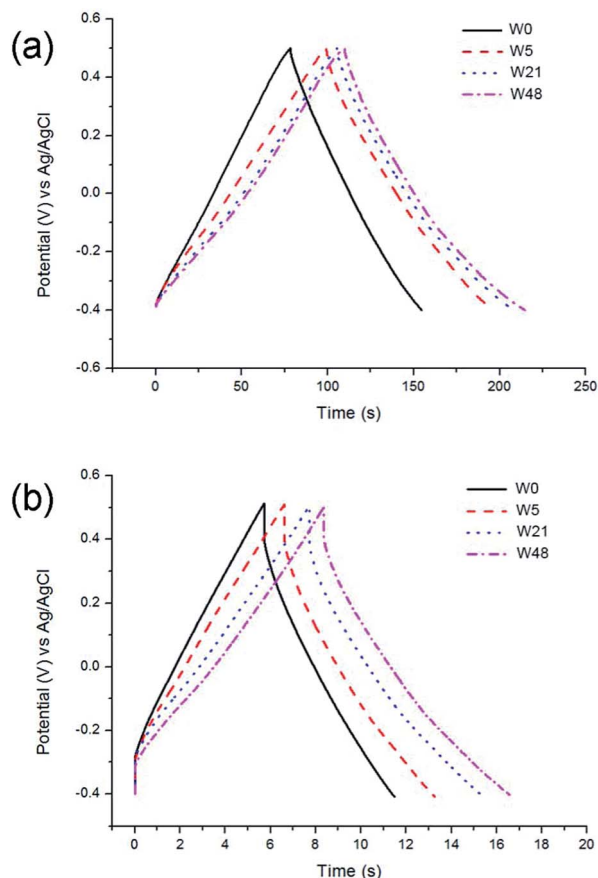 (a)
W0
W5
W21
W48
Potential (V) vs Ag/AgCl
0.6
0.4
0.2
0.0
-0.2
-0.4
-0.6
0 50 100 150 200 250
Time (s)
(b)
W0
W5
W21
W48
Potential (V) vs Ag/AgCl
0.6
0.4
0.2
0.0
-0.2
-0.4
0 2 4 6 8 10 12 14 16 18 20
Time (s)